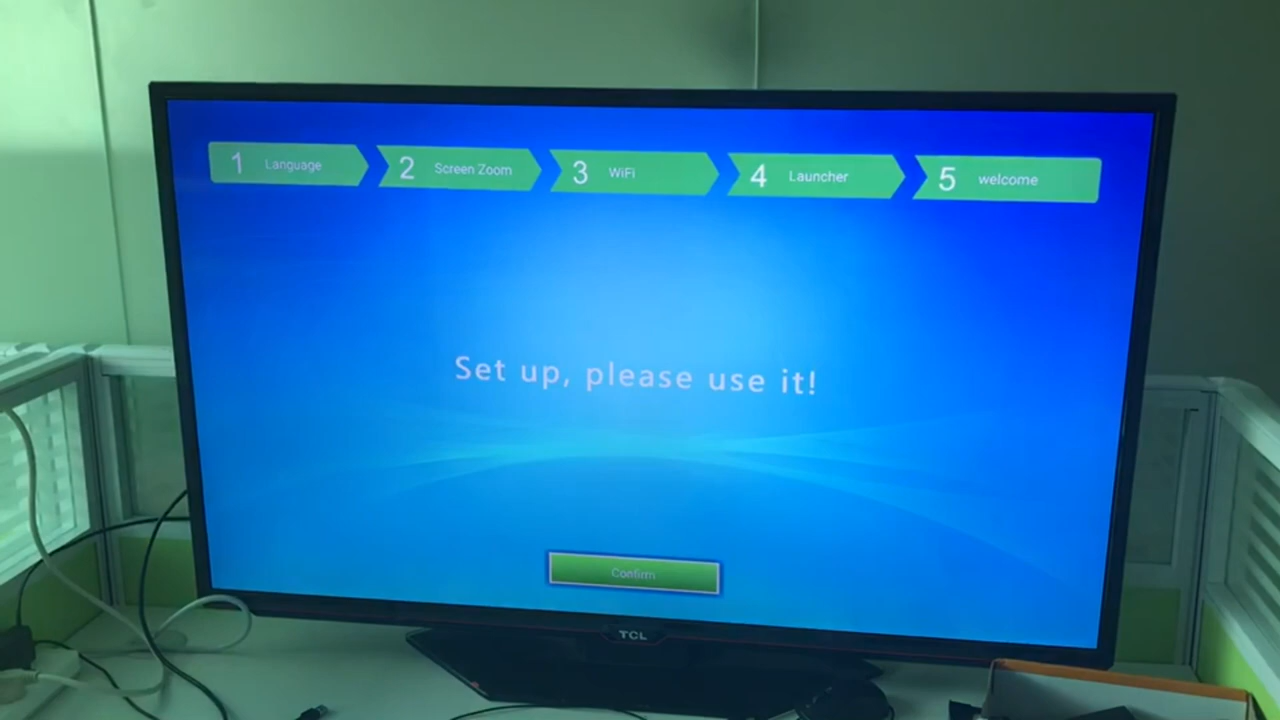 1 Language 2 Screen Zoom 3 WiFi 4 Launcher 5 welcome
Set up, please use it!
Confirm
TCL